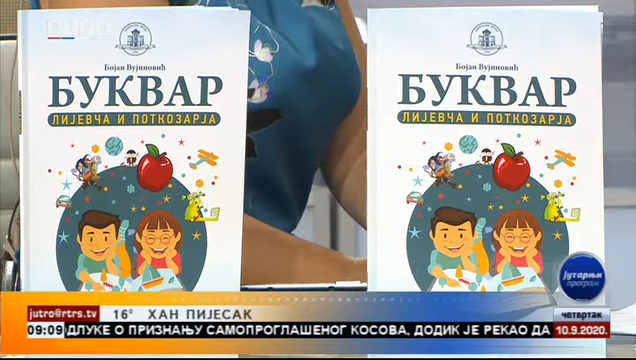 РТРС
Бојан Вујиновић
БУКВАР
ЛИЈЕВЧА И ПОТКОЗАРЈА
Бојан Вујиновић
БУКВАР
ЛИЈЕВЧА И ПОТКОЗАРЈА
Јутарњи
програм
jutro@rtrs.tv
16° ХАН ПИЈЕСАК
четвртак
09:09
ДЛУКЕ О ПРИЗНАЊУ САМОПРОГЛАШЕНОГ КОСОВА, ДОДИК ЈЕ РЕКАО ДА
10.9.2020.